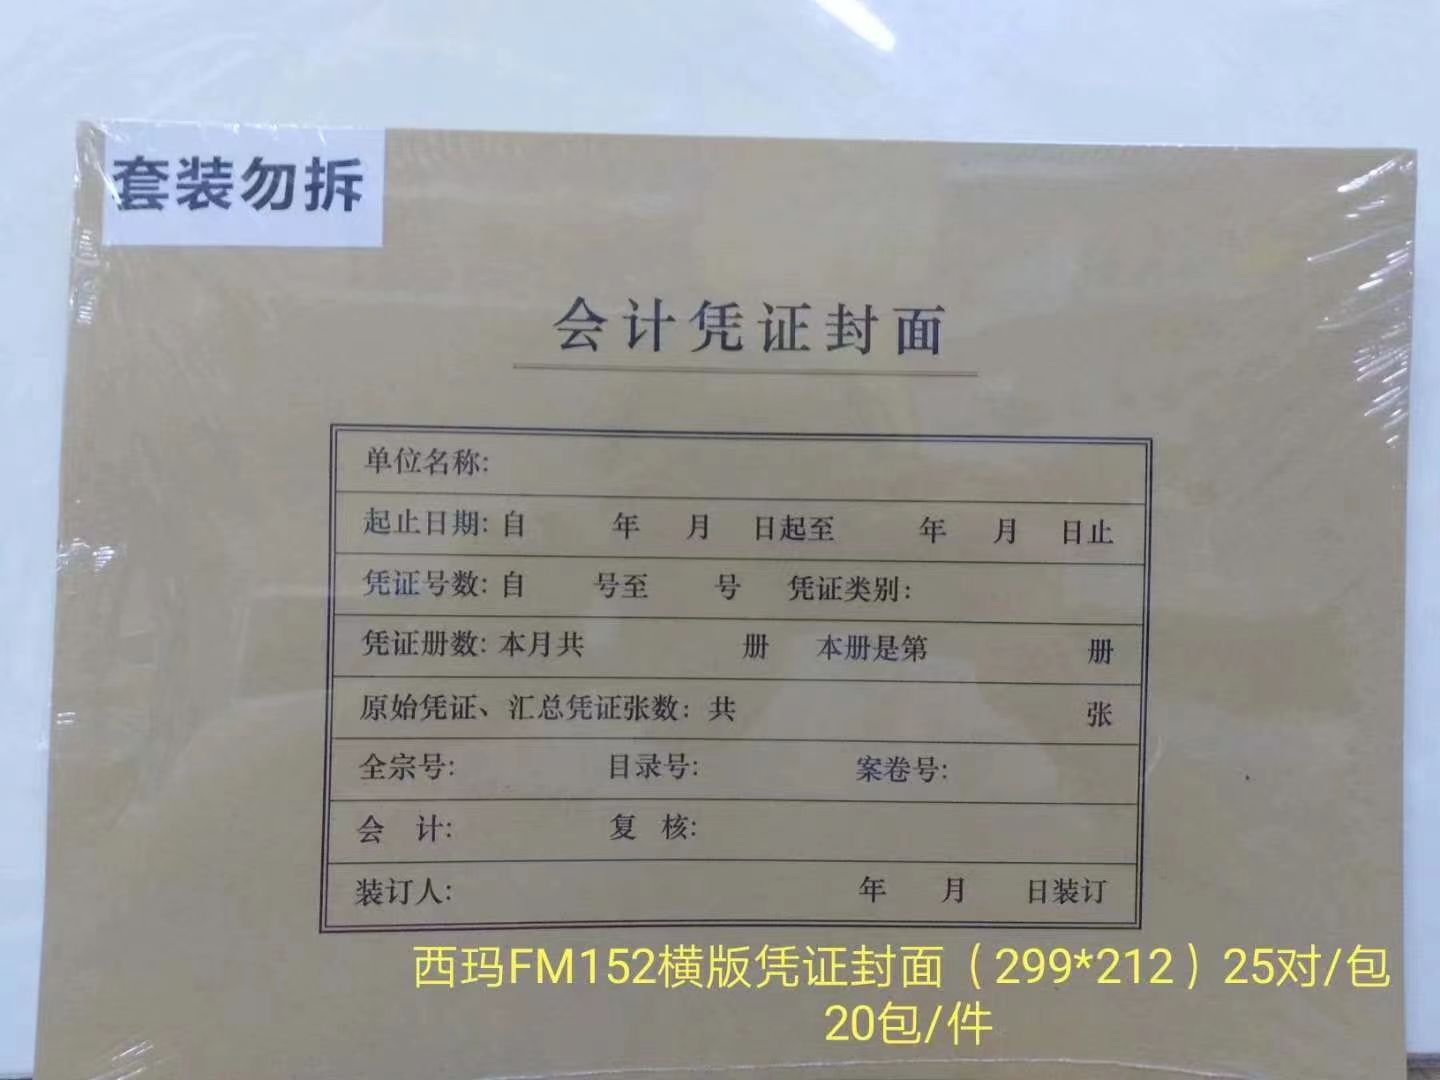 套装勿拆
会计凭证封面
单位名称:
起止日期: 自 年 月 日起至 年 月 日止
凭证号数: 自 号至 号 凭证类别:
凭证册数: 本月共 册 本册是第 册
原始凭证、汇总凭证张数: 共 张
全宗号: 目录号: 案卷号:
会 计: 复 核:
装订人: 年 月 日装订
西玛FM152横版凭证封面（299*212）25对/包
20包/件